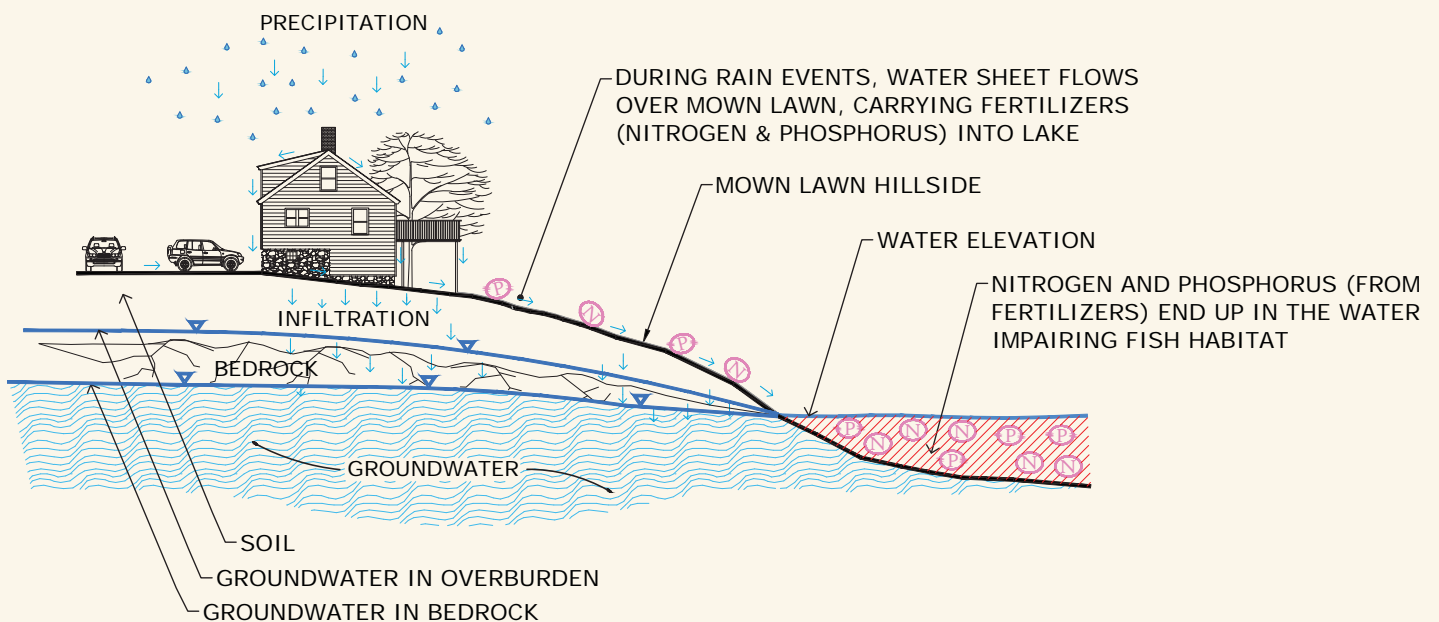 PRECIPITATION
DURING RAIN EVENTS, WATER SHEET FLOWS
OVER MOWN LAWN, CARRYING FERTILIZERS
(NITROGEN & PHOSPHORUS) INTO LAKE
MOWN LAWN HILLSIDE
WATER ELEVATION
NITROGEN AND PHOSPHORUS (FROM
FERTILIZERS) END UP IN THE WATER
IMPAIRING FISH HABITAT
P
N
P
N
INFILTRATION
BEDROCK
P
N
N
N
P
P
P
N
N
GROUNDWATER
SOIL
GROUNDWATER IN OVERBURDEN
GROUNDWATER IN BEDROCK